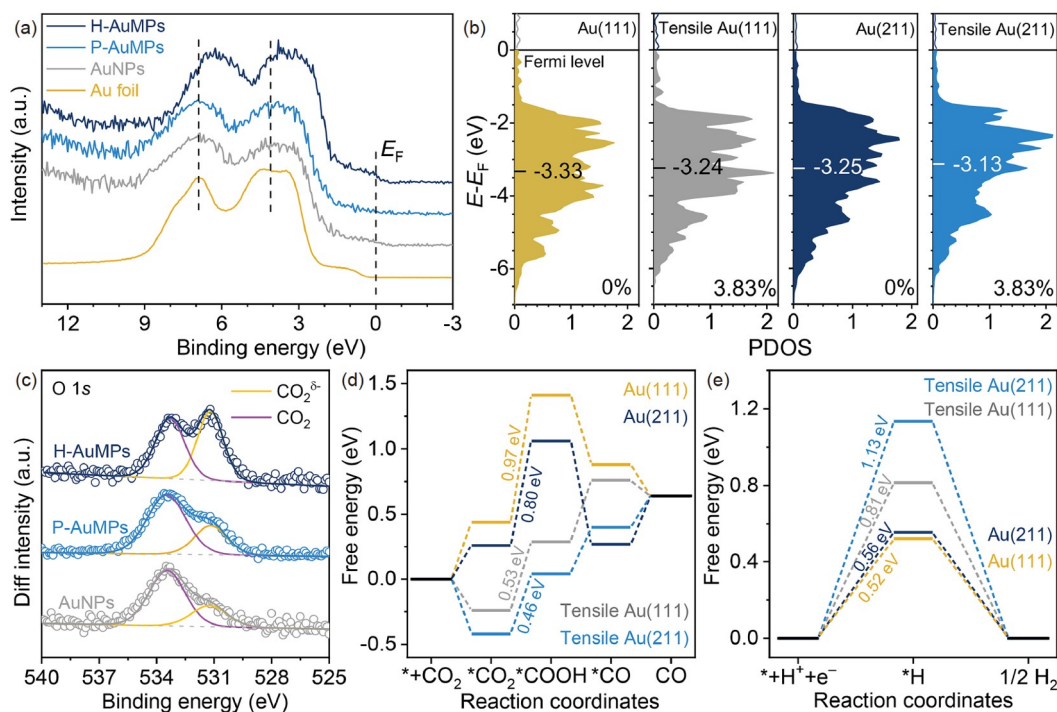 (a)
H-AuMPs
P-AuMPs
AuNPs
Au foil
E_F
Intensity (a.u.)
12 9 6 3 0 -3
Binding energy (eV)
(b)
Au(111)
Tensile Au(111)
Au(211)
Tensile Au(211)
Fermi level
0
-2
-4
-6
E-E_F (eV)
-3.33
-3.24
-3.25
-3.13
0%
3.83%
0%
3.83%
0 1 2 0 1 2 0 1 2 0 1 2
PDOS
(c)
O 1s
CO₂^δ-
CO₂
H-AuMPs
P-AuMPs
AuNPs
Diff intensity (a.u.)
540 537 534 531 528 525
Binding energy (eV)
(d)
Au(111)
Au(211)
1.5
1.0
0.5
0.0
-0.5
Free energy (eV)
0.97 eV
0.80 eV
0.53 eV
0.46 eV
Tensile Au(111)
Tensile Au(211)
*+CO₂ *CO₂ *COOH *CO CO
Reaction coordinates
(e)
Tensile Au(211)
Tensile Au(111)
1.2
0.8
0.4
0.0
Free energy (eV)
1.13 eV
0.81 eV
0.56 eV
0.52 eV
Au(211)
Au(111)
*+H⁺+e⁻ *H 1/2 H₂
Reaction coordinates